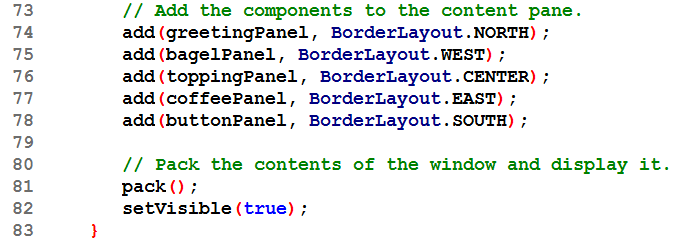 73 // Add the components to the content pane.
74 add(greetingPanel, BorderLayout.NORTH);
75 add(bagelPanel, BorderLayout.WEST);
76 add(toppingPanel, BorderLayout.CENTER);
77 add(coffeePanel, BorderLayout.EAST);
78 add(buttonPanel, BorderLayout.SOUTH);
79
80 // Pack the contents of the window and display it.
81 pack();
82 setVisible(true);
83 }